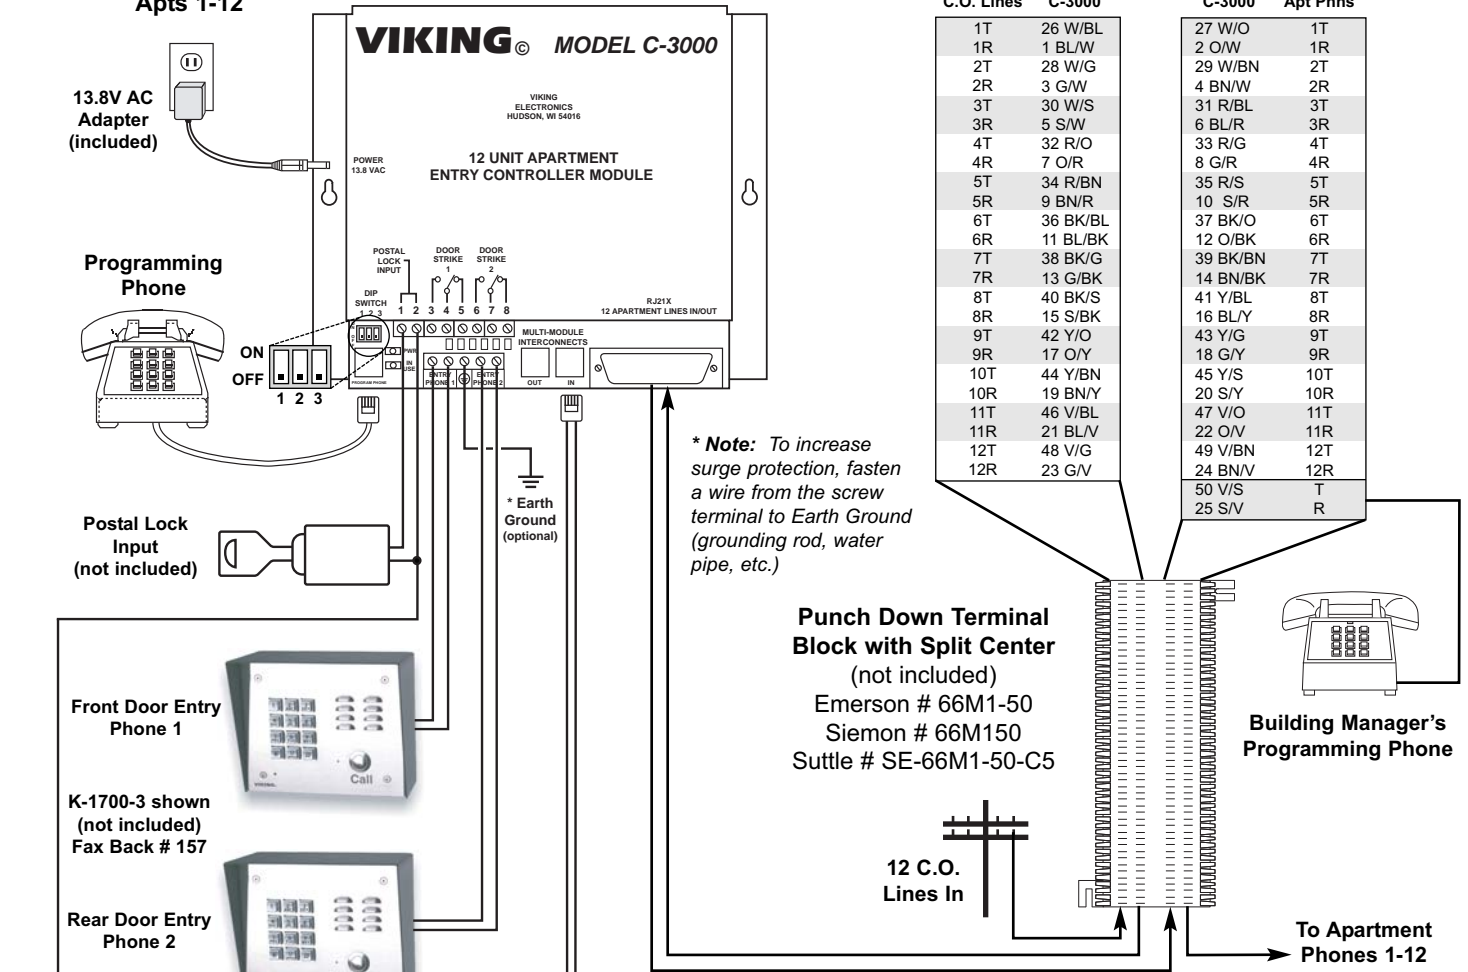 Apts 1-12
13.8V AC
Adapter
(included)
VIKING© MODEL C-3000
VIKING
ELECTRONICS
HUDSON, WI 54016
POWER
13.8 VAC
12 UNIT APARTMENT
ENTRY CONTROLLER MODULE
Programming
Phone
POSTAL
LOCK
INPUT
DOOR
STRIKE
1
DOOR
STRIKE
2
DIP
SWITCH
1 2 3
1 2 3 4 5 6 7 8
RJ21X
12 APARTMENT LINES IN/OUT
MULTI-MODULE
INTERCONNECTS
PWR
IN
USE
PROGRAM PHONE
ENTRY
PHONE 1
ENTRY
PHONE 2
OUT IN
ON
OFF
1 2 3
* Earth
Ground
(optional)
* Note: To increase
surge protection, fasten
a wire from the screw
terminal to Earth Ground
(grounding rod, water
pipe, etc.)
Postal Lock
Input
(not included)
Front Door Entry
Phone 1
Call
VIKING
K-1700-3 shown
(not included)
Fax Back # 157
Rear Door Entry
Phone 2
C.O. Lines C-3000
1T 26 W/BL
1R 1 BL/W
2T 28 W/G
2R 3 G/W
3T 30 W/S
3R 5 S/W
4T 32 R/O
4R 7 O/R
5T 34 R/BN
5R 9 BN/R
6T 36 BK/BL
6R 11 BL/BK
7T 38 BK/G
7R 13 G/BK
8T 40 BK/S
8R 15 S/BK
9T 42 Y/O
9R 17 O/Y
10T 44 Y/BN
10R 19 BN/Y
11T 46 V/BL
11R 21 BL/V
12T 48 V/G
12R 23 G/V
C-3000 Apt Phns
27 W/O 1T
2 O/W 1R
29 W/BN 2T
4 BN/W 2R
31 R/BL 3T
6 BL/R 3R
33 R/G 4T
8 G/R 4R
35 R/S 5T
10 S/R 5R
37 BK/O 6T
12 O/BK 6R
39 BK/BN 7T
14 BN/BK 7R
41 Y/BL 8T
16 BL/Y 8R
43 Y/G 9T
18 G/Y 9R
45 Y/S 10T
20 S/Y 10R
47 V/O 11T
22 O/V 11R
49 V/BN 12T
24 BN/V 12R
50 V/S T
25 S/V R
Punch Down Terminal
Block with Split Center
(not included)
Emerson # 66M1-50
Siemon # 66M150
Suttle # SE-66M1-50-C5
Building Manager's
Programming Phone
12 C.O.
Lines In
To Apartment
Phones 1-12